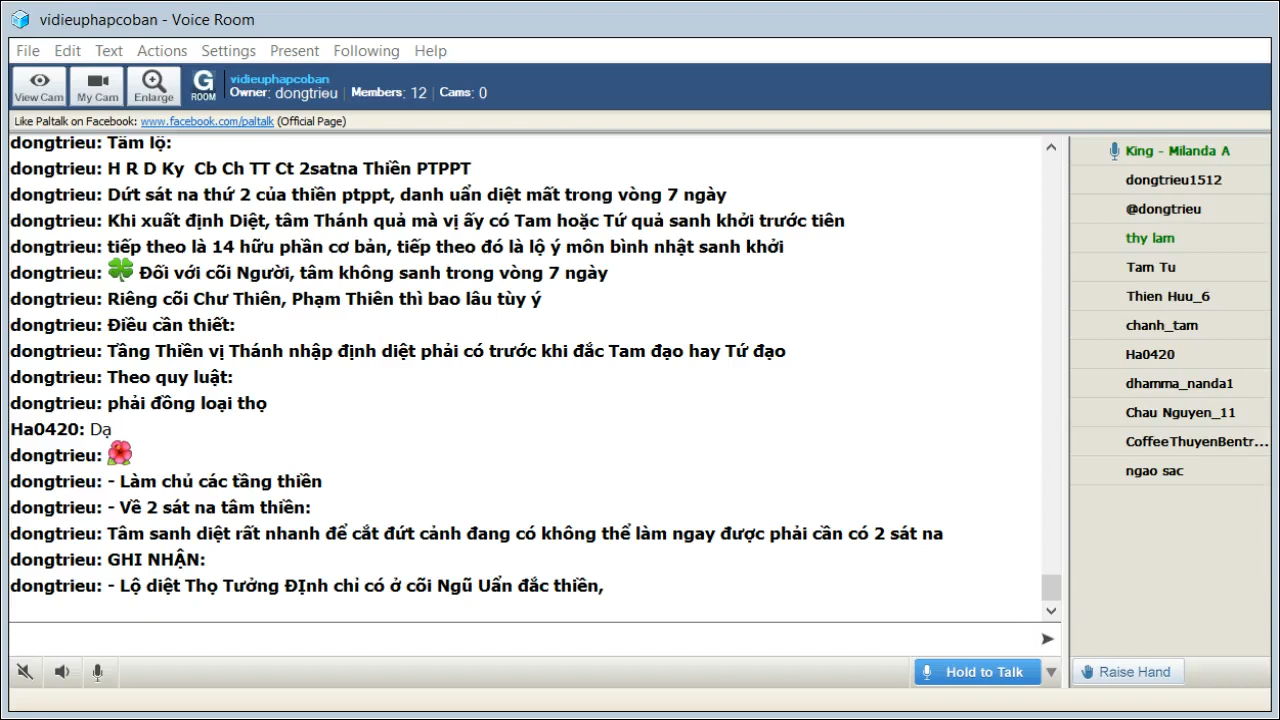 vidieuphapcoban - Voice Room
File Edit Text Actions Settings Present Following Help
View Cam My Cam Enlarge G ROOM
vidieuphapcoban
Owner: dongtrieu | Members: 12 | Cams: 0
Like Paltalk on Facebook: www.facebook.com/paltalk (Official Page)
dongtrieu: Tâm lộ:
dongtrieu: H R D Ky Cb Ch TT Ct 2satna Thiền PTPPT
dongtrieu: Dứt sát na thứ 2 của thiền ptppt, danh uẩn diệt mất trong vòng 7 ngày
dongtrieu: Khi xuất định Diệt, tâm Thánh quả mà vị ấy có Tam hoặc Tứ quả sanh khởi trước tiên
dongtrieu: tiếp theo là 14 hữu phần cơ bản, tiếp theo đó là lộ ý môn bình nhật sanh khởi
dongtrieu: 🍀 Đối với cõi Người, tâm không sanh trong vòng 7 ngày
dongtrieu: Riêng cõi Chư Thiên, Phạm Thiên thì bao lâu tùy ý
dongtrieu: Điều cần thiết:
dongtrieu: Tầng Thiền vị Thánh nhập định diệt phải có trước khi đắc Tam đạo hay Tứ đạo
dongtrieu: Theo quy luật:
dongtrieu: phải đồng loại thọ
Ha0420: Dạ
dongtrieu: 🌺
dongtrieu: - Làm chủ các tầng thiền
dongtrieu: - Về 2 sát na tâm thiền:
dongtrieu: Tâm sanh diệt rất nhanh để cắt đứt cảnh đang có không thể làm ngay được phải cần có 2 sát na
dongtrieu: GHI NHẬN:
dongtrieu: - Lộ diệt Thọ Tưởng ĐỊnh chỉ có ở cõi Ngũ Uẩn đắc thiền,
King - Milanda A
dongtrieu1512
@dongtrieu
thy lam
Tam Tu
Thien Huu_6
chanh_tam
Ha0420
dhamma_nanda1
Chau Nguyen_11
CoffeeThuyenBentr...
ngao sac
Hold to Talk
Raise Hand